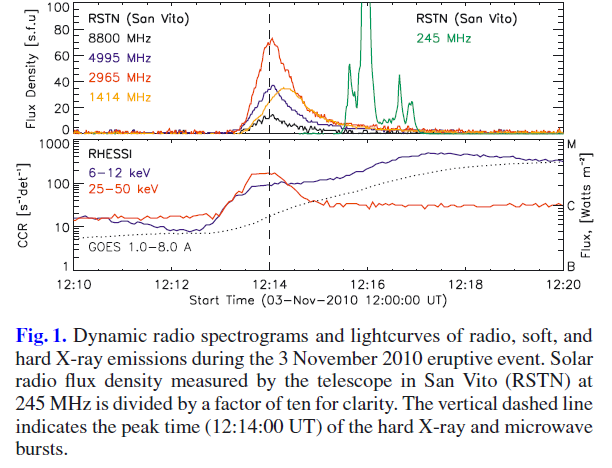 100
80
60
40
20
0
Flux Density [s.f.u]
RSTN (San Vito)
8800 MHz
4995 MHz
2965 MHz
1414 MHz
RSTN (San Vito)
245 MHz
1000
100
10
1
CCR [s⁻¹det⁻¹]
RHESSI
6-12 keV
25-50 keV
GOES 1.0-8.0 A
M
C
B
Flux, [Watts m⁻²]
12:10 12:12 12:14 12:16 12:18 12:20
Start Time (03-Nov-2010 12:00:00 UT)
Fig. 1. Dynamic radio spectrograms and lightcurves of radio, soft, and
hard X-ray emissions during the 3 November 2010 eruptive event. Solar
radio flux density measured by the telescope in San Vito (RSTN) at
245 MHz is divided by a factor of ten for clarity. The vertical dashed line
indicates the peak time (12:14:00 UT) of the hard X-ray and microwave
bursts.